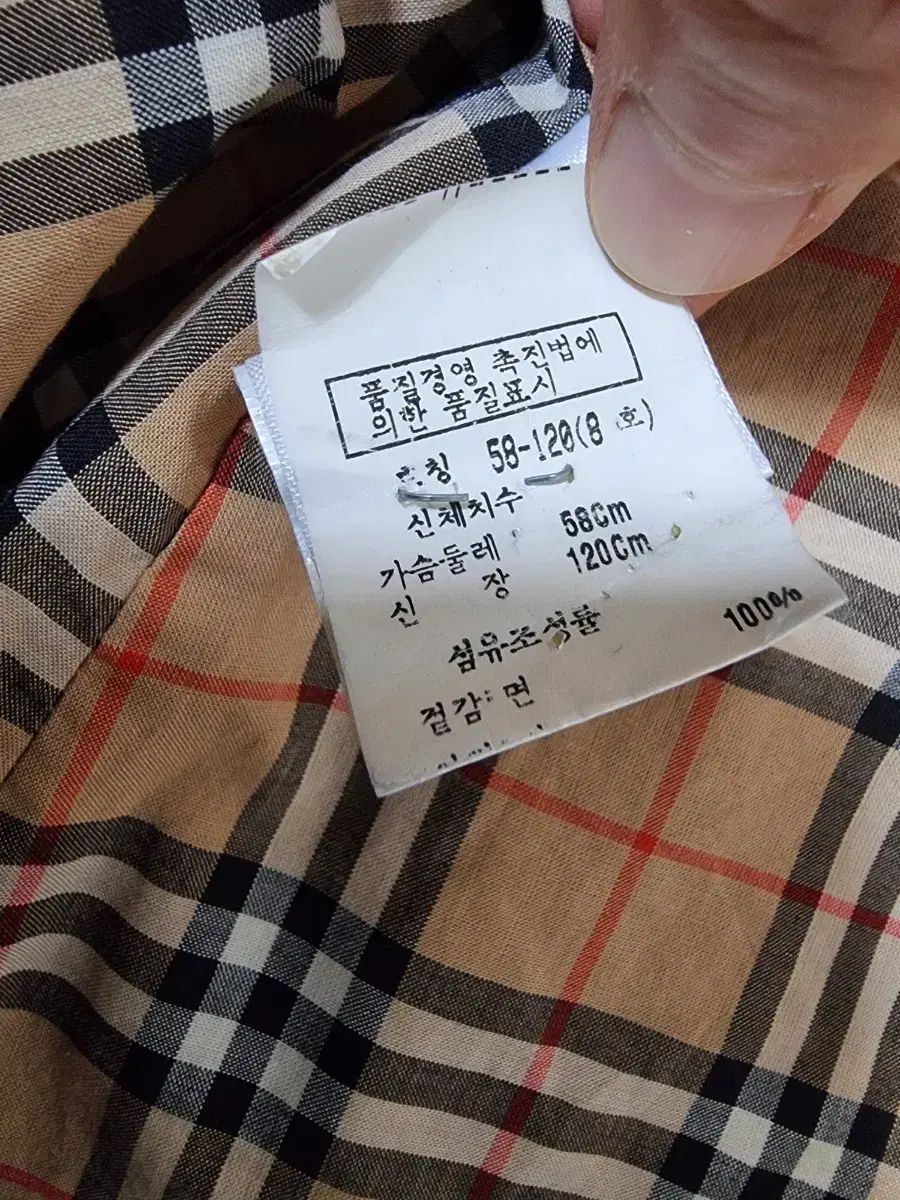 품질경영 촉진법에
의한 품질표시
호칭 58-120(8 호)
신체치수
가슴둘레 58Cm
신 장 120Cm
섬유조성률
겉감: 면 100%